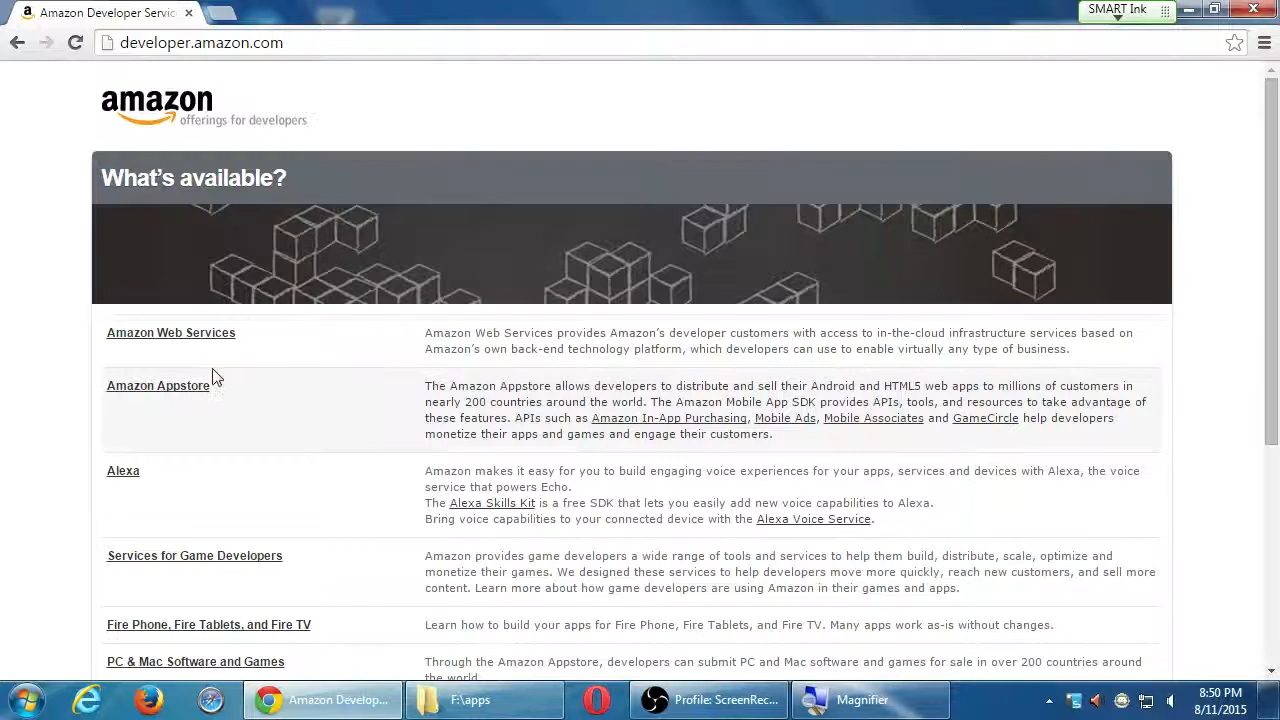 Amazon Developer Servic
SMART Ink
developer.amazon.com
amazon
offerings for developers
What's available?
Amazon Web Services
Amazon Web Services provides Amazon's developer customers with access to in-the-cloud infrastructure services based on
Amazon's own back-end technology platform, which developers can use to enable virtually any type of business.
Amazon Appstore
The Amazon Appstore allows developers to distribute and sell their Android and HTML5 web apps to millions of customers in
nearly 200 countries around the world. The Amazon Mobile App SDK provides APIs, tools, and resources to take advantage of
these features. APIs such as Amazon In-App Purchasing, Mobile Ads, Mobile Associates and GameCircle help developers
monetize their apps and games and engage their customers.
Alexa
Amazon makes it easy for you to build engaging voice experiences for your apps, services and devices with Alexa, the voice
service that powers Echo.
The Alexa Skills Kit is a free SDK that lets you easily add new voice capabilities to Alexa.
Bring voice capabilities to your connected device with the Alexa Voice Service.
Services for Game Developers
Amazon provides game developers a wide range of tools and services to help them build, distribute, scale, optimize and
monetize their games. We designed these services to help developers move more quickly, reach new customers, and sell more
content. Learn more about how game developers are using Amazon in their games and apps.
Fire Phone, Fire Tablets, and Fire TV
Learn how to build your apps for Fire Phone, Fire Tablets, and Fire TV. Many apps work as-is without changes.
PC & Mac Software and Games
Through the Amazon Appstore, developers can submit PC and Mac software and games for sale in over 200 countries around
the world.
Amazon Develop...
F:\apps
Profile: ScreenRec...
Magnifier
8:50 PM
8/11/2015